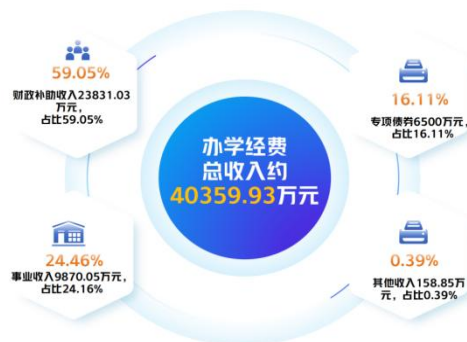 59.05%
财政补助收入23831.03
万元，
占比59.05%
16.11%
专项债券6500万元，
占比16.11%
办学经费
总收入约
40359.93万元
24.46%
事业收入9870.05万元，
占比24.16%
0.39%
其他收入158.85万
元，占比0.39%